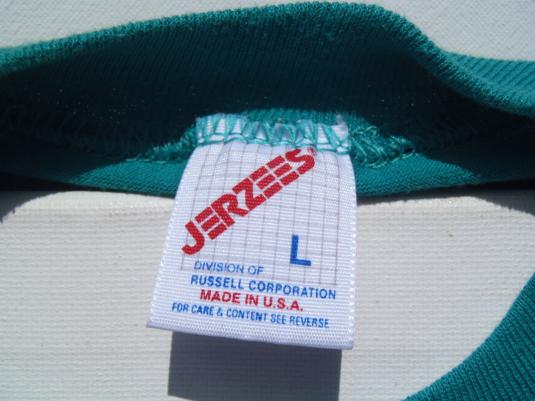 JERZEES
L
DIVISION OF
RUSSELL CORPORATION
MADE IN U.S.A.
FOR CARE & CONTENT SEE REVERSE